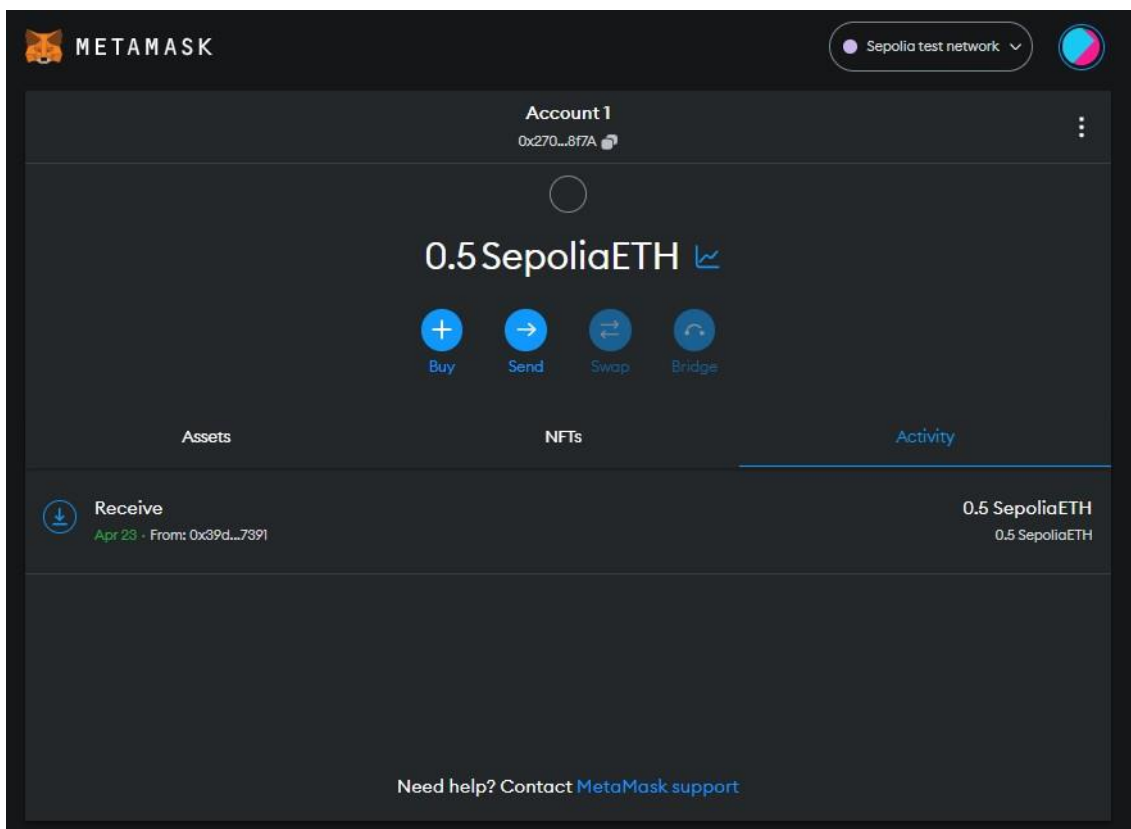 METAMASK
Sepolia test network
Account 1
0x270...8f7A
0.5 SepoliaETH
Buy Send Swap Bridge
Assets NFTs Activity
Receive 0.5 SepoliaETH
Apr 23 · From: 0x39d...7391 0.5 SepoliaETH
Need help? Contact MetaMask support